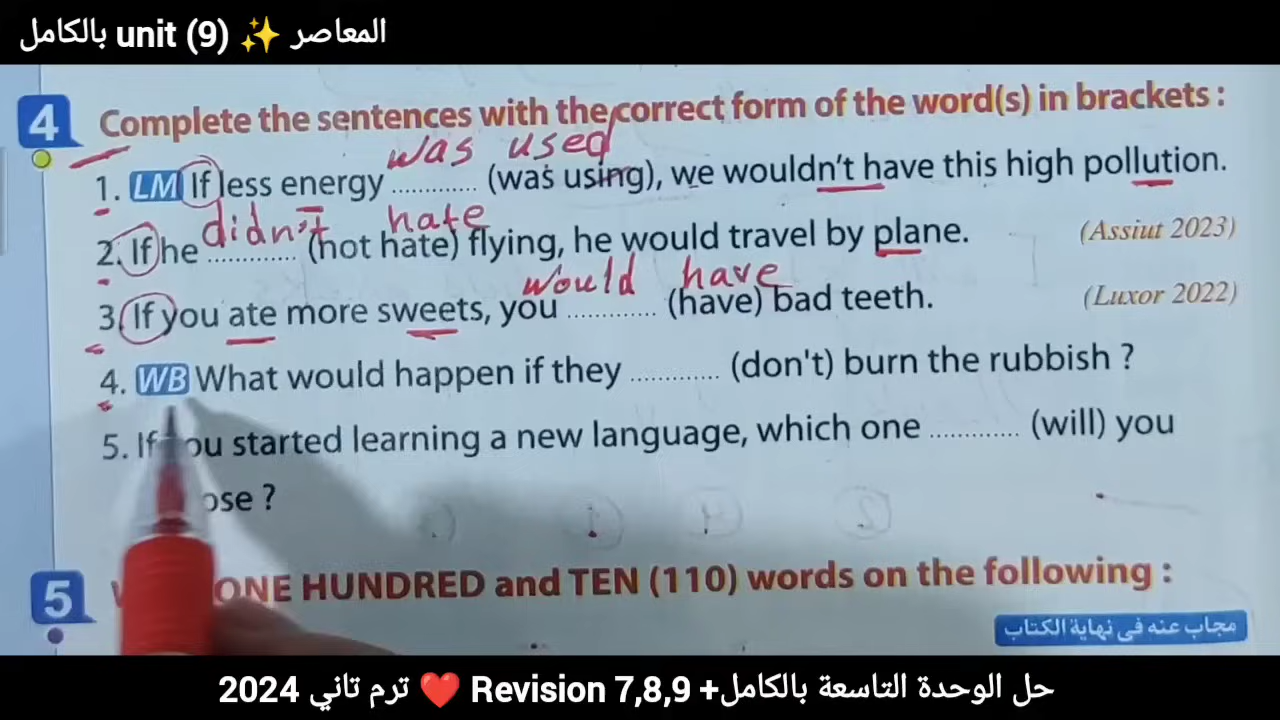 المعاصر ✨ unit (9) بالكامل
4 Complete the sentences with the correct form of the word(s) in brackets :
was used
1. LM If less energy ............ (was using), we wouldn't have this high pollution.
didn't hate
2. If he ............ (not hate) flying, he would travel by plane. (Assiut 2023)
would have
3. If you ate more sweets, you ............ (have) bad teeth. (Luxor 2022)
4. WB What would happen if they ............ (don't) burn the rubbish ?
5. If you started learning a new language, which one ............ (will) you
ose ?
5 ONE HUNDRED and TEN (110) words on the following :
مجاب عنه فى نهاية الكتاب
حل الوحدة التاسعة بالكامل+ Revision 7,8,9 ❤️ ترم تاني 2024